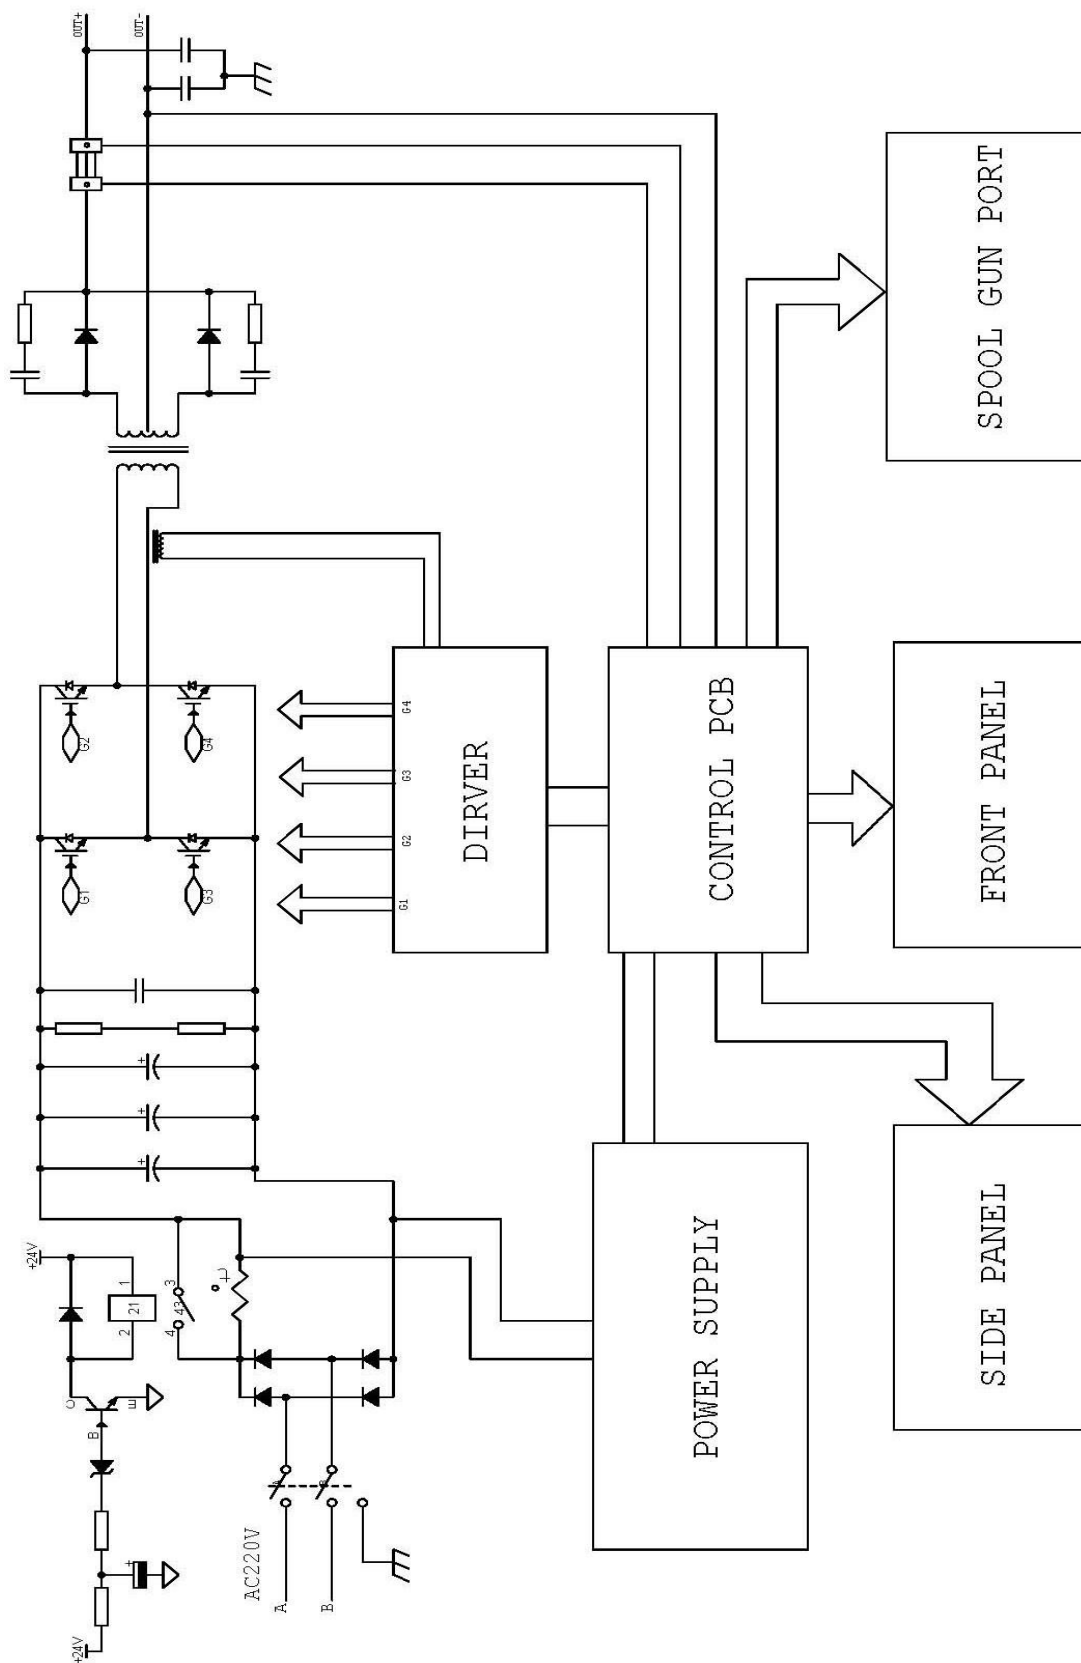 OUT+
OUT-
SPOOL GUN PORT
G2
G4
G1
G3
G4
G3
G2
G1
DIRVER
CONTROL PCB
FRONT PANEL
+24V
1
21
2
3
43
4
C
B
E
A
B
POWER SUPPLY
SIDE PANEL
AC220V
A
B
+24V